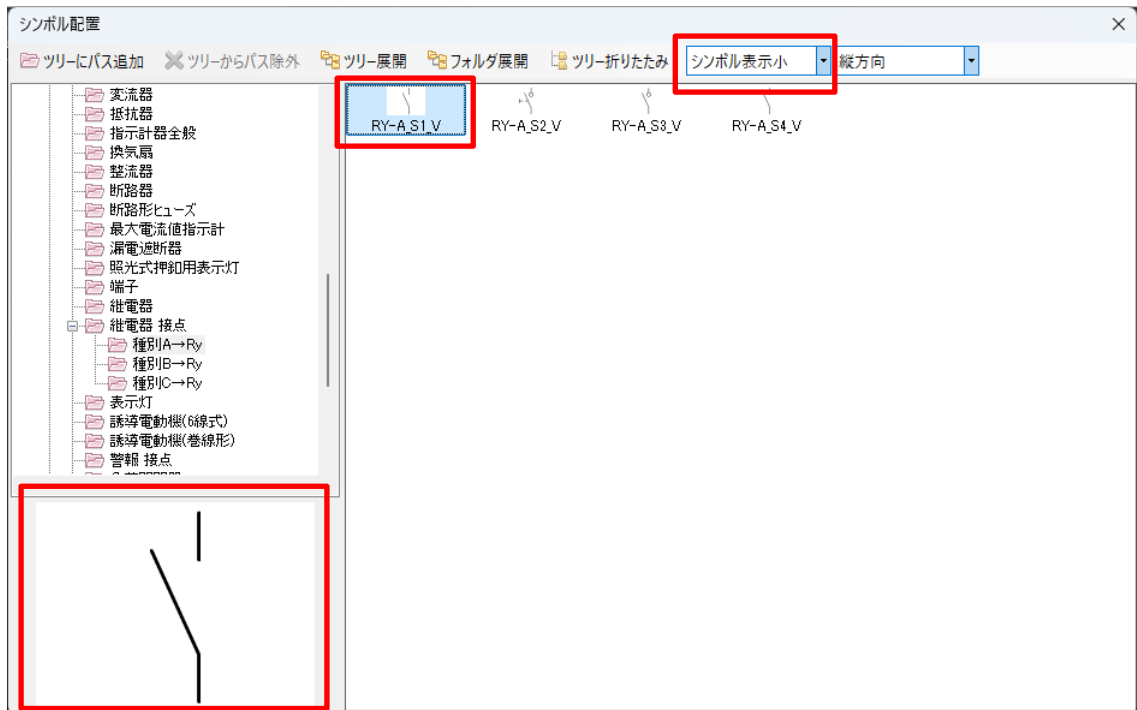 シンボル配置
ツリーにパス追加 ツリーからパス除外 ツリー展開 フォルダ展開 ツリー折りたたみ シンボル表示小 縦方向
変流器
抵抗器
指示計器全般
換気扇
整流器
断路器
断路形ヒューズ
最大電流値指示計
漏電遮断器
照光式押釦用表示灯
端子
継電器
継電器 接点
種別A→Ry
種別B→Ry
種別C→Ry
表示灯
誘導電動機(6線式)
誘導電動機(巻線形)
警報 接点
RY-A_S1_V RY-A_S2_V RY-A_S3_V RY-A_S4_V